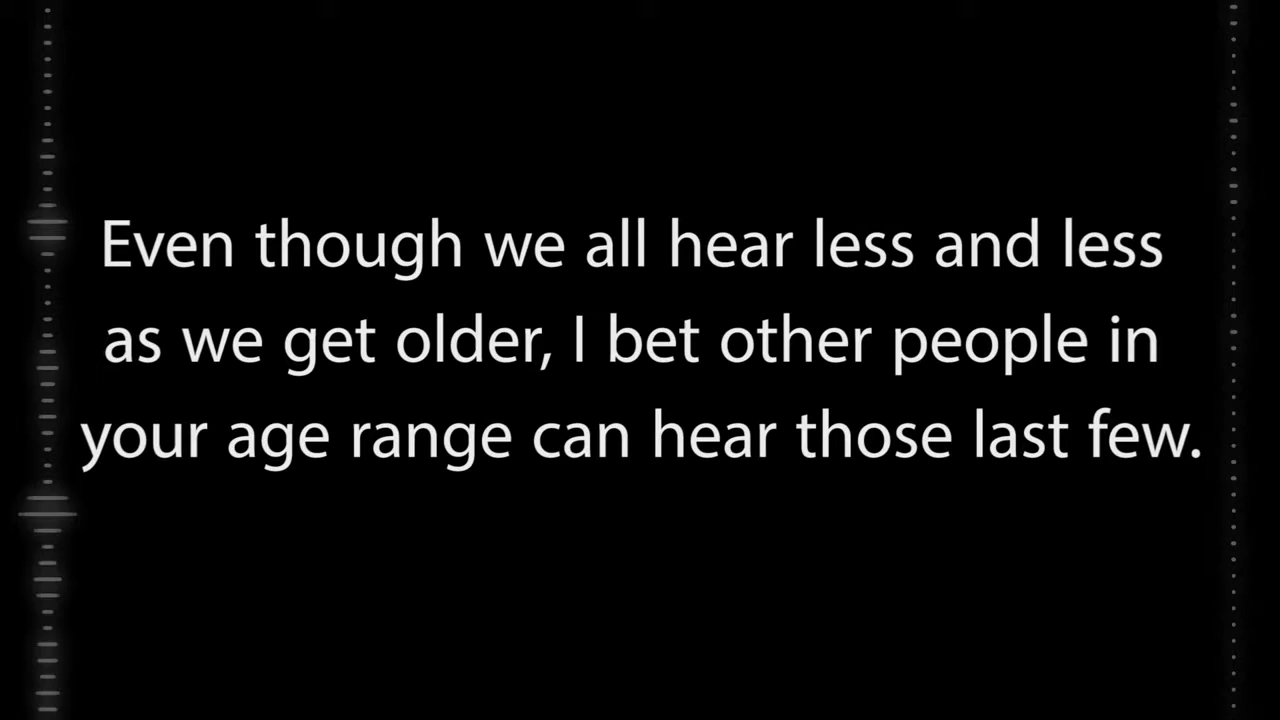 Even though we all hear less and less
as we get older, I bet other people in
your age range can hear those last few.